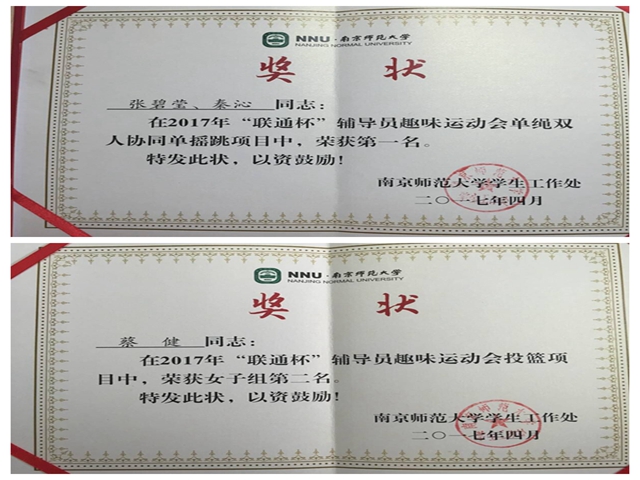 NNU·南京师范大学
NANJING NORMAL UNIVERSITY
奖 状
张碧莹、秦沁 同志：
在2017年“联通杯”辅导员趣味运动会单绳双
人协同单摇跳项目中，荣获第一名。
特发此状，以资鼓励！
南京师范大学学生工作处
二〇一七年四月
NNU·南京师范大学
NANJING NORMAL UNIVERSITY
奖 状
蔡 健 同志：
在2017年“联通杯”辅导员趣味运动会投篮项
目中，荣获女子组第二名。
特发此状，以资鼓励！
南京师范大学学生工作处
二〇一七年四月